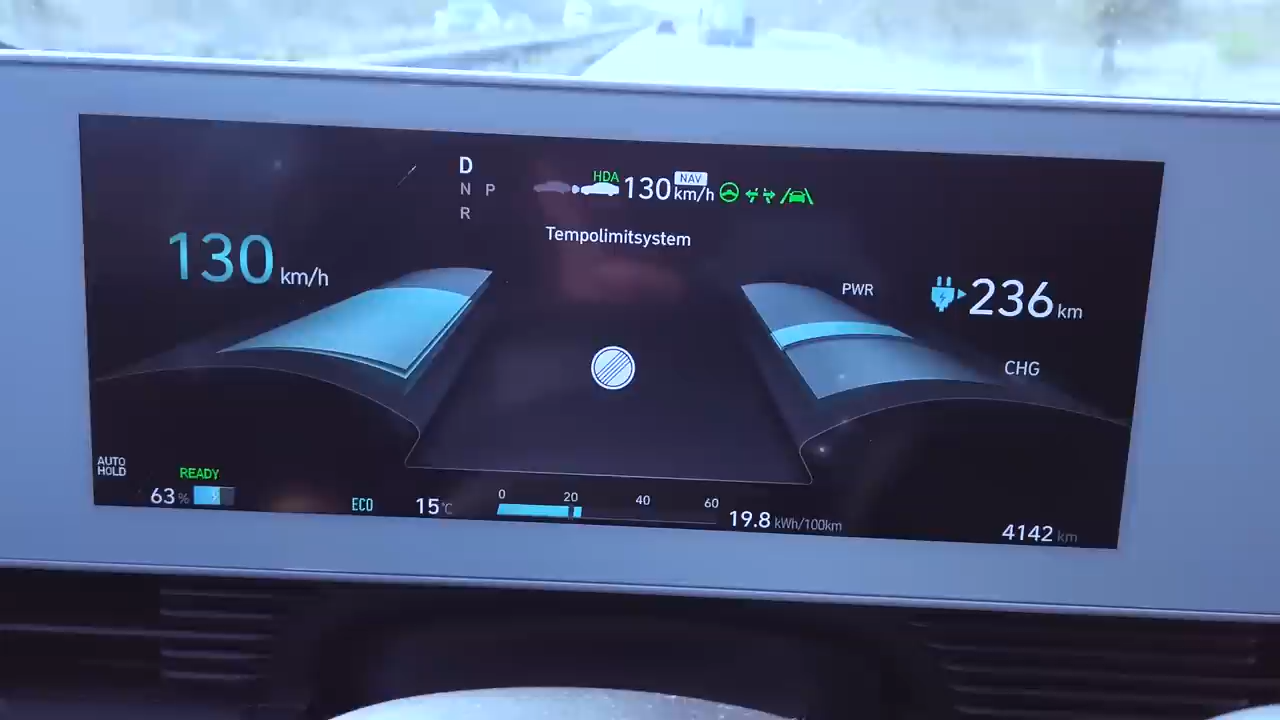 D
N P
R
HDA 130 km/h NAV
Tempolimitsystem
130 km/h
PWR
236 km
CHG
AUTO
HOLD
READY
63 %
ECO
15 °C
0 20 40 60
19.8 kWh/100km
4142 km